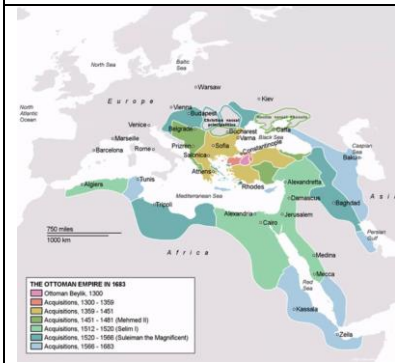 North Sea
Baltic
Sea
Warsaw
Kiev
North
Atlantic
Ocean
Europe
Vienna
Budapest
Christian vassal
principalities
Venice
Belgrade
Bucharest
Caffa
Marseille
Varna
Black Sea
Caspian
Sea
Barcelona
Rome
Prizren
Sofia
Constantinople
Baku
Salonica
Athens
Algiers
Tunis
Rhodes
Alexandretta
Asi
Mediterranean Sea
Damascus
Baghdad
Tripoli
Alexandria
Jerusalem
Cairo
Persian
Gulf
750 miles
1000 km
Africa
Medina
Mecca
Red
Sea
Kassala
Zeila
THE OTTOMAN EMPIRE IN 1683
Ottoman Beylik, 1300
Acquisitions, 1300 - 1359
Acquisitions, 1359 - 1451
Acquisitions, 1451 - 1481 (Mehmed II)
Acquisitions, 1512 - 1520 (Selim I)
Acquisitions, 1520 - 1566 (Suleiman the Magnificent)
Acquisitions, 1566 - 1683